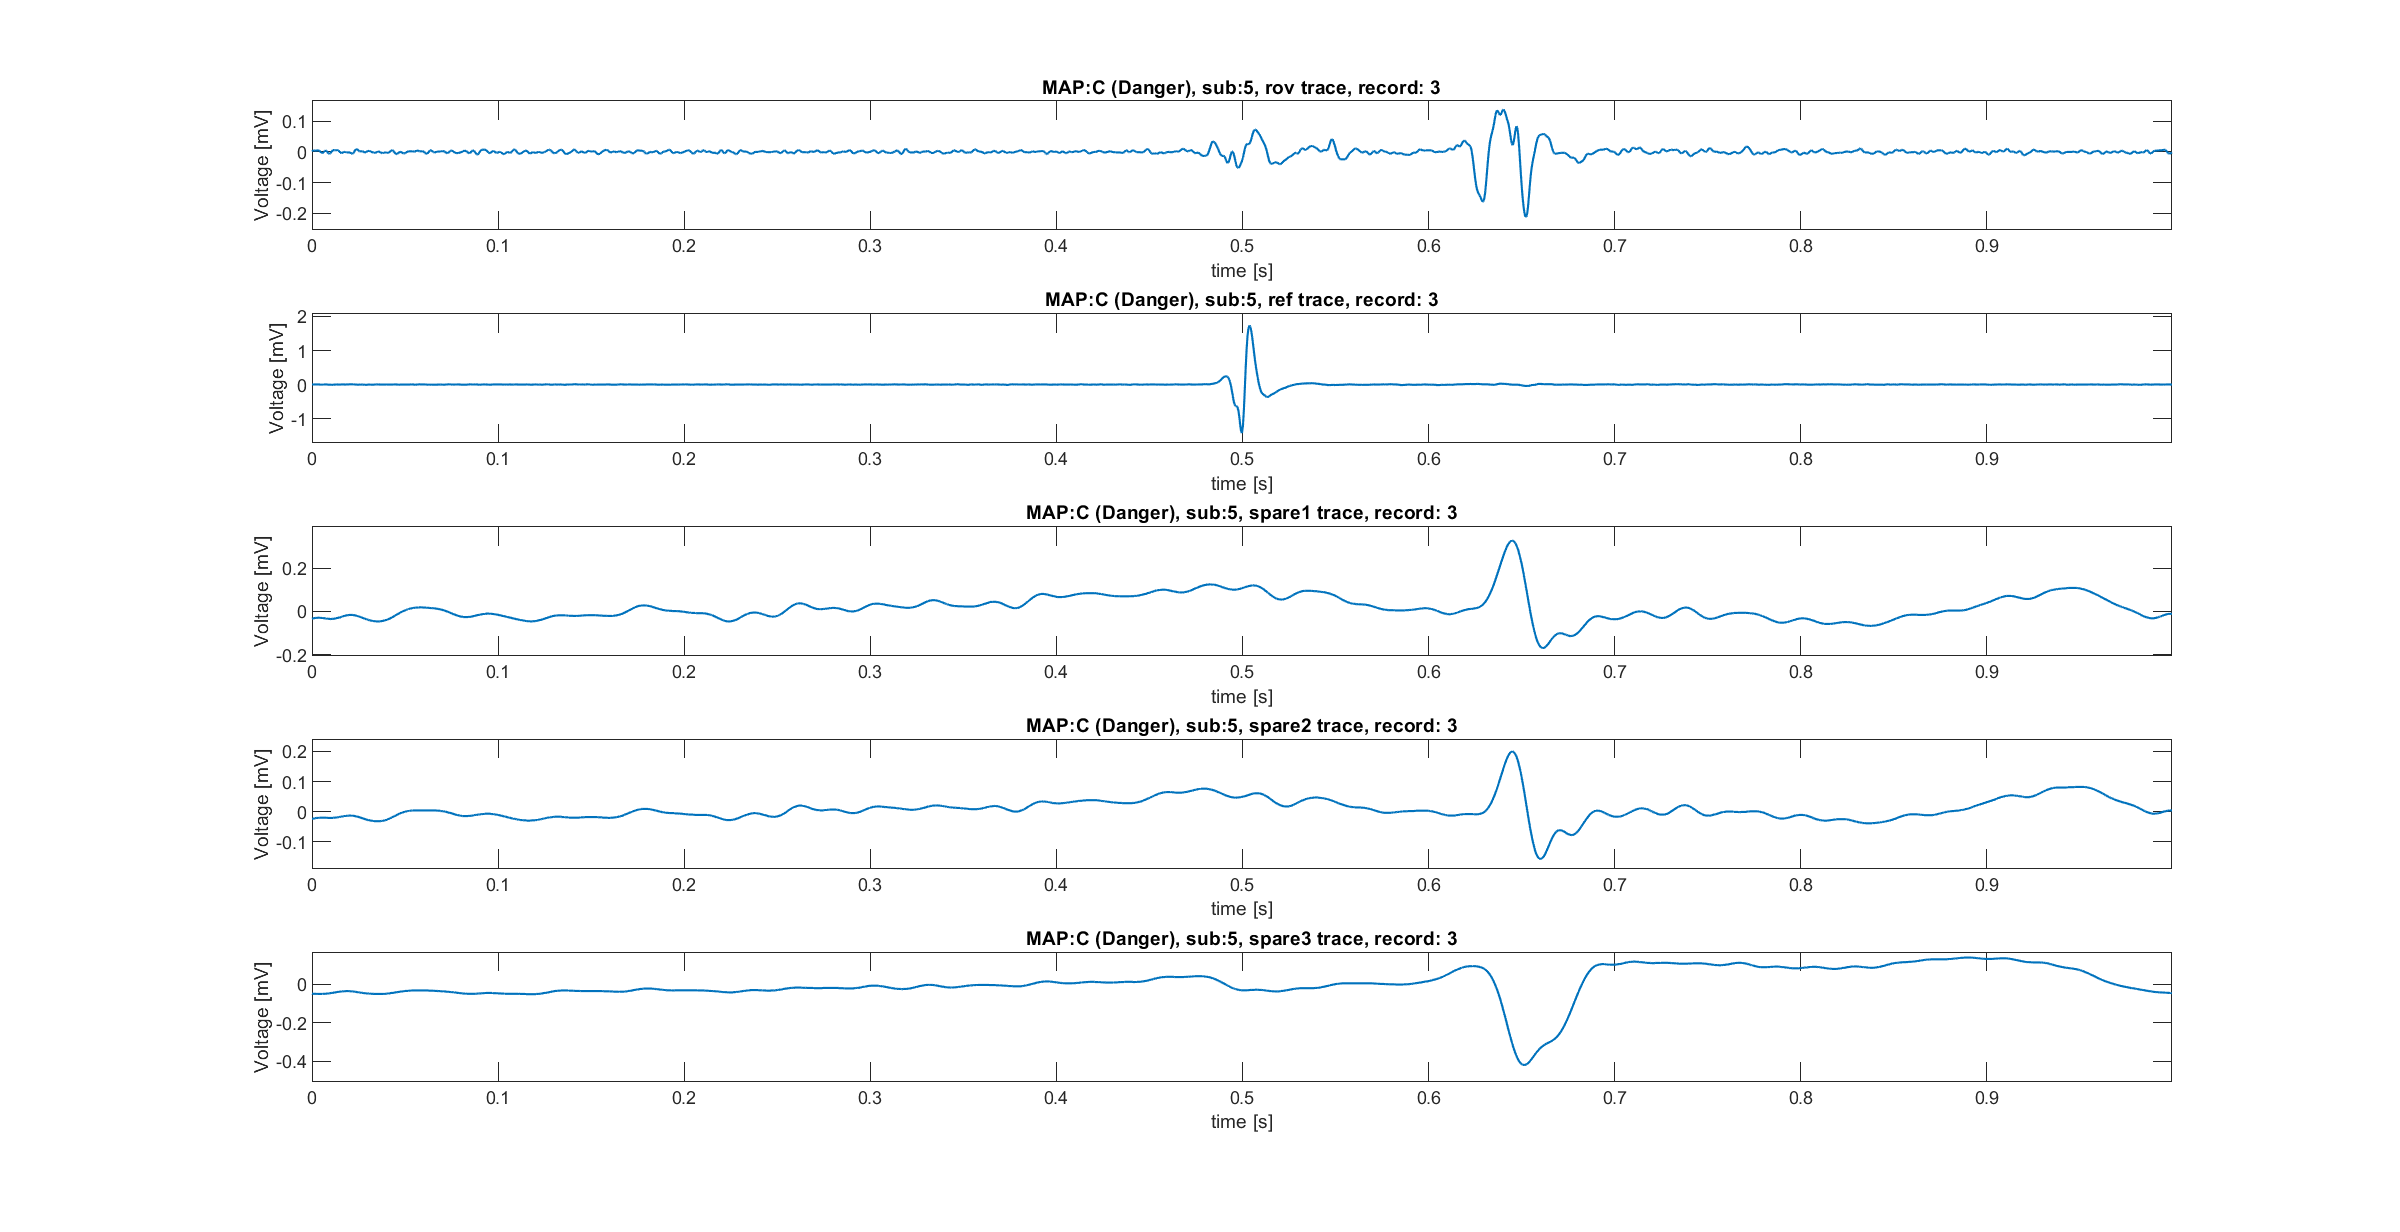 MAP:C (Danger), sub:5, rov trace, record: 3
Voltage [mV]
0.1
0
-0.1
-0.2
0 0.1 0.2 0.3 0.4 0.5 0.6 0.7 0.8 0.9
time [s]
MAP:C (Danger), sub:5, ref trace, record: 3
Voltage [mV]
2
1
0
-1
0 0.1 0.2 0.3 0.4 0.5 0.6 0.7 0.8 0.9
time [s]
MAP:C (Danger), sub:5, spare1 trace, record: 3
Voltage [mV]
0.2
0
-0.2
0 0.1 0.2 0.3 0.4 0.5 0.6 0.7 0.8 0.9
time [s]
MAP:C (Danger), sub:5, spare2 trace, record: 3
Voltage [mV]
0.2
0.1
0
-0.1
0 0.1 0.2 0.3 0.4 0.5 0.6 0.7 0.8 0.9
time [s]
MAP:C (Danger), sub:5, spare3 trace, record: 3
Voltage [mV]
0
-0.2
-0.4
0 0.1 0.2 0.3 0.4 0.5 0.6 0.7 0.8 0.9
time [s]